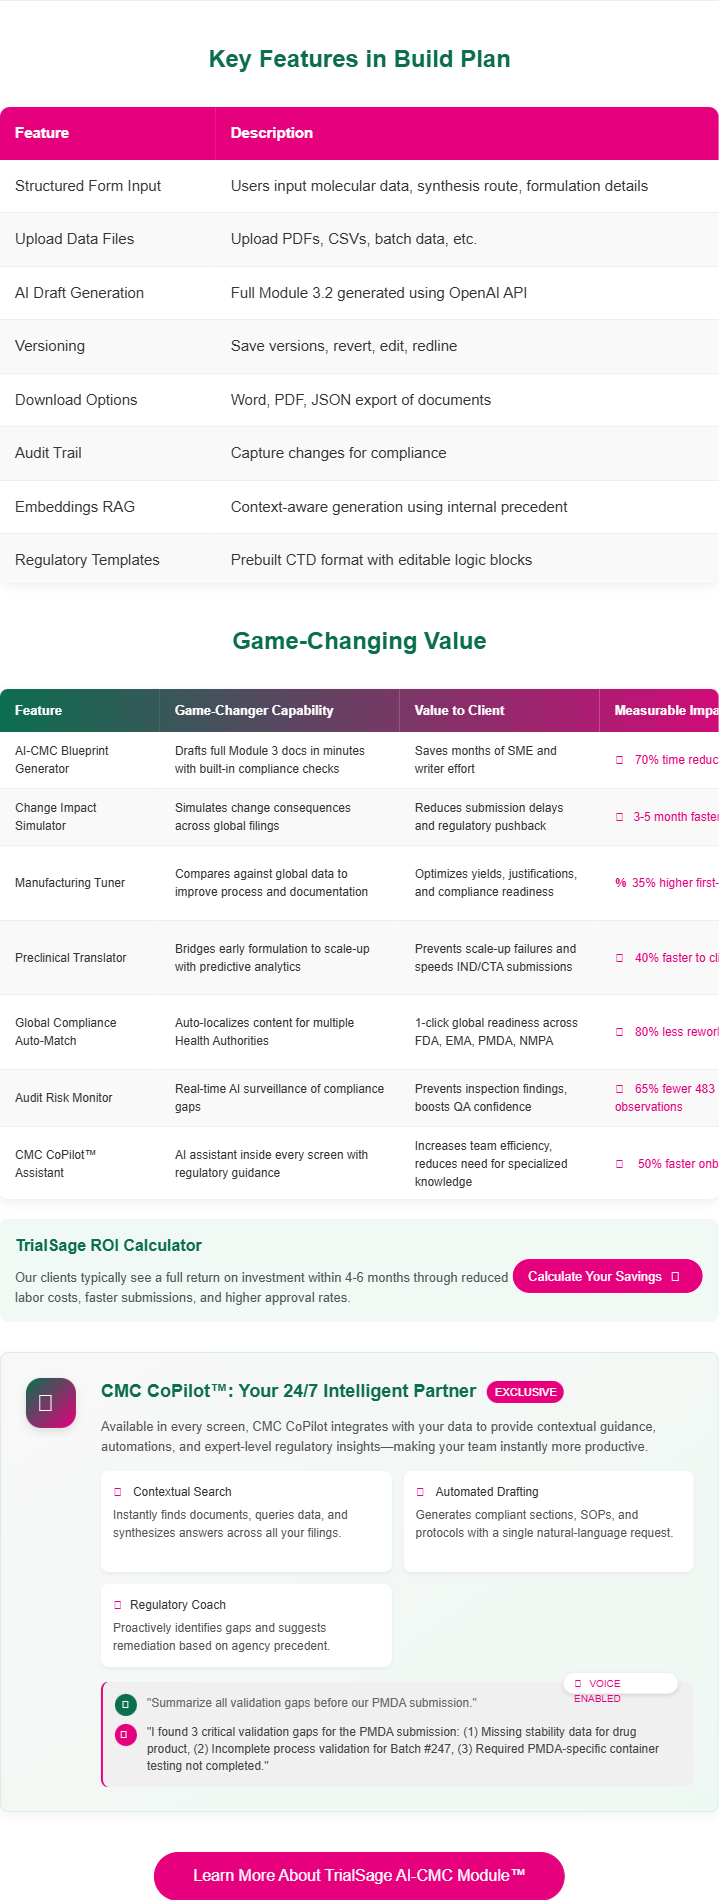 Key Features in Build Plan
Feature Description
Structured Form Input Users input molecular data, synthesis route, formulation details
Upload Data Files Upload PDFs, CSVs, batch data, etc.
AI Draft Generation Full Module 3.2 generated using OpenAI API
Versioning Save versions, revert, edit, redline
Download Options Word, PDF, JSON export of documents
Audit Trail Capture changes for compliance
Embeddings RAG Context-aware generation using internal precedent
Regulatory Templates Prebuilt CTD format with editable logic blocks
Game-Changing Value
Feature Game-Changer Capability Value to Client Measurable Impa
AI-CMC Blueprint
Generator
Drafts full Module 3 docs in minutes
with built-in compliance checks
Saves months of SME and
writer effort
70% time reduc
Change Impact
Simulator
Simulates change consequences
across global filings
Reduces submission delays
and regulatory pushback
3-5 month faster
Manufacturing Tuner
Compares against global data to
improve process and documentation
Optimizes yields, justifications,
and compliance readiness
% 35% higher first-
Preclinical Translator
Bridges early formulation to scale-up
with predictive analytics
Prevents scale-up failures and
speeds IND/CTA submissions
40% faster to cli
Global Compliance
Auto-Match
Auto-localizes content for multiple
Health Authorities
1-click global readiness across
FDA, EMA, PMDA, NMPA
80% less rework
Audit Risk Monitor
Real-time AI surveillance of compliance
gaps
Prevents inspection findings,
boosts QA confidence
65% fewer 483
observations
CMC CoPilot™
Assistant
AI assistant inside every screen with
regulatory guidance
Increases team efficiency,
reduces need for specialized
knowledge
50% faster onb
TrialSage ROI Calculator
Our clients typically see a full return on investment within 4-6 months through reduced
labor costs, faster submissions, and higher approval rates.
Calculate Your Savings
CMC CoPilot™: Your 24/7 Intelligent Partner EXCLUSIVE
Available in every screen, CMC CoPilot integrates with your data to provide contextual guidance,
automations, and expert-level regulatory insights—making your team instantly more productive.
Contextual Search
Instantly finds documents, queries data, and
synthesizes answers across all your filings.
Automated Drafting
Generates compliant sections, SOPs, and
protocols with a single natural-language request.
Regulatory Coach
Proactively identifies gaps and suggests
remediation based on agency precedent.
VOICE
ENABLED
"Summarize all validation gaps before our PMDA submission."
"I found 3 critical validation gaps for the PMDA submission: (1) Missing stability data for drug
product, (2) Incomplete process validation for Batch #247, (3) Required PMDA-specific container
testing not completed."
Learn More About TrialSage AI-CMC Module™